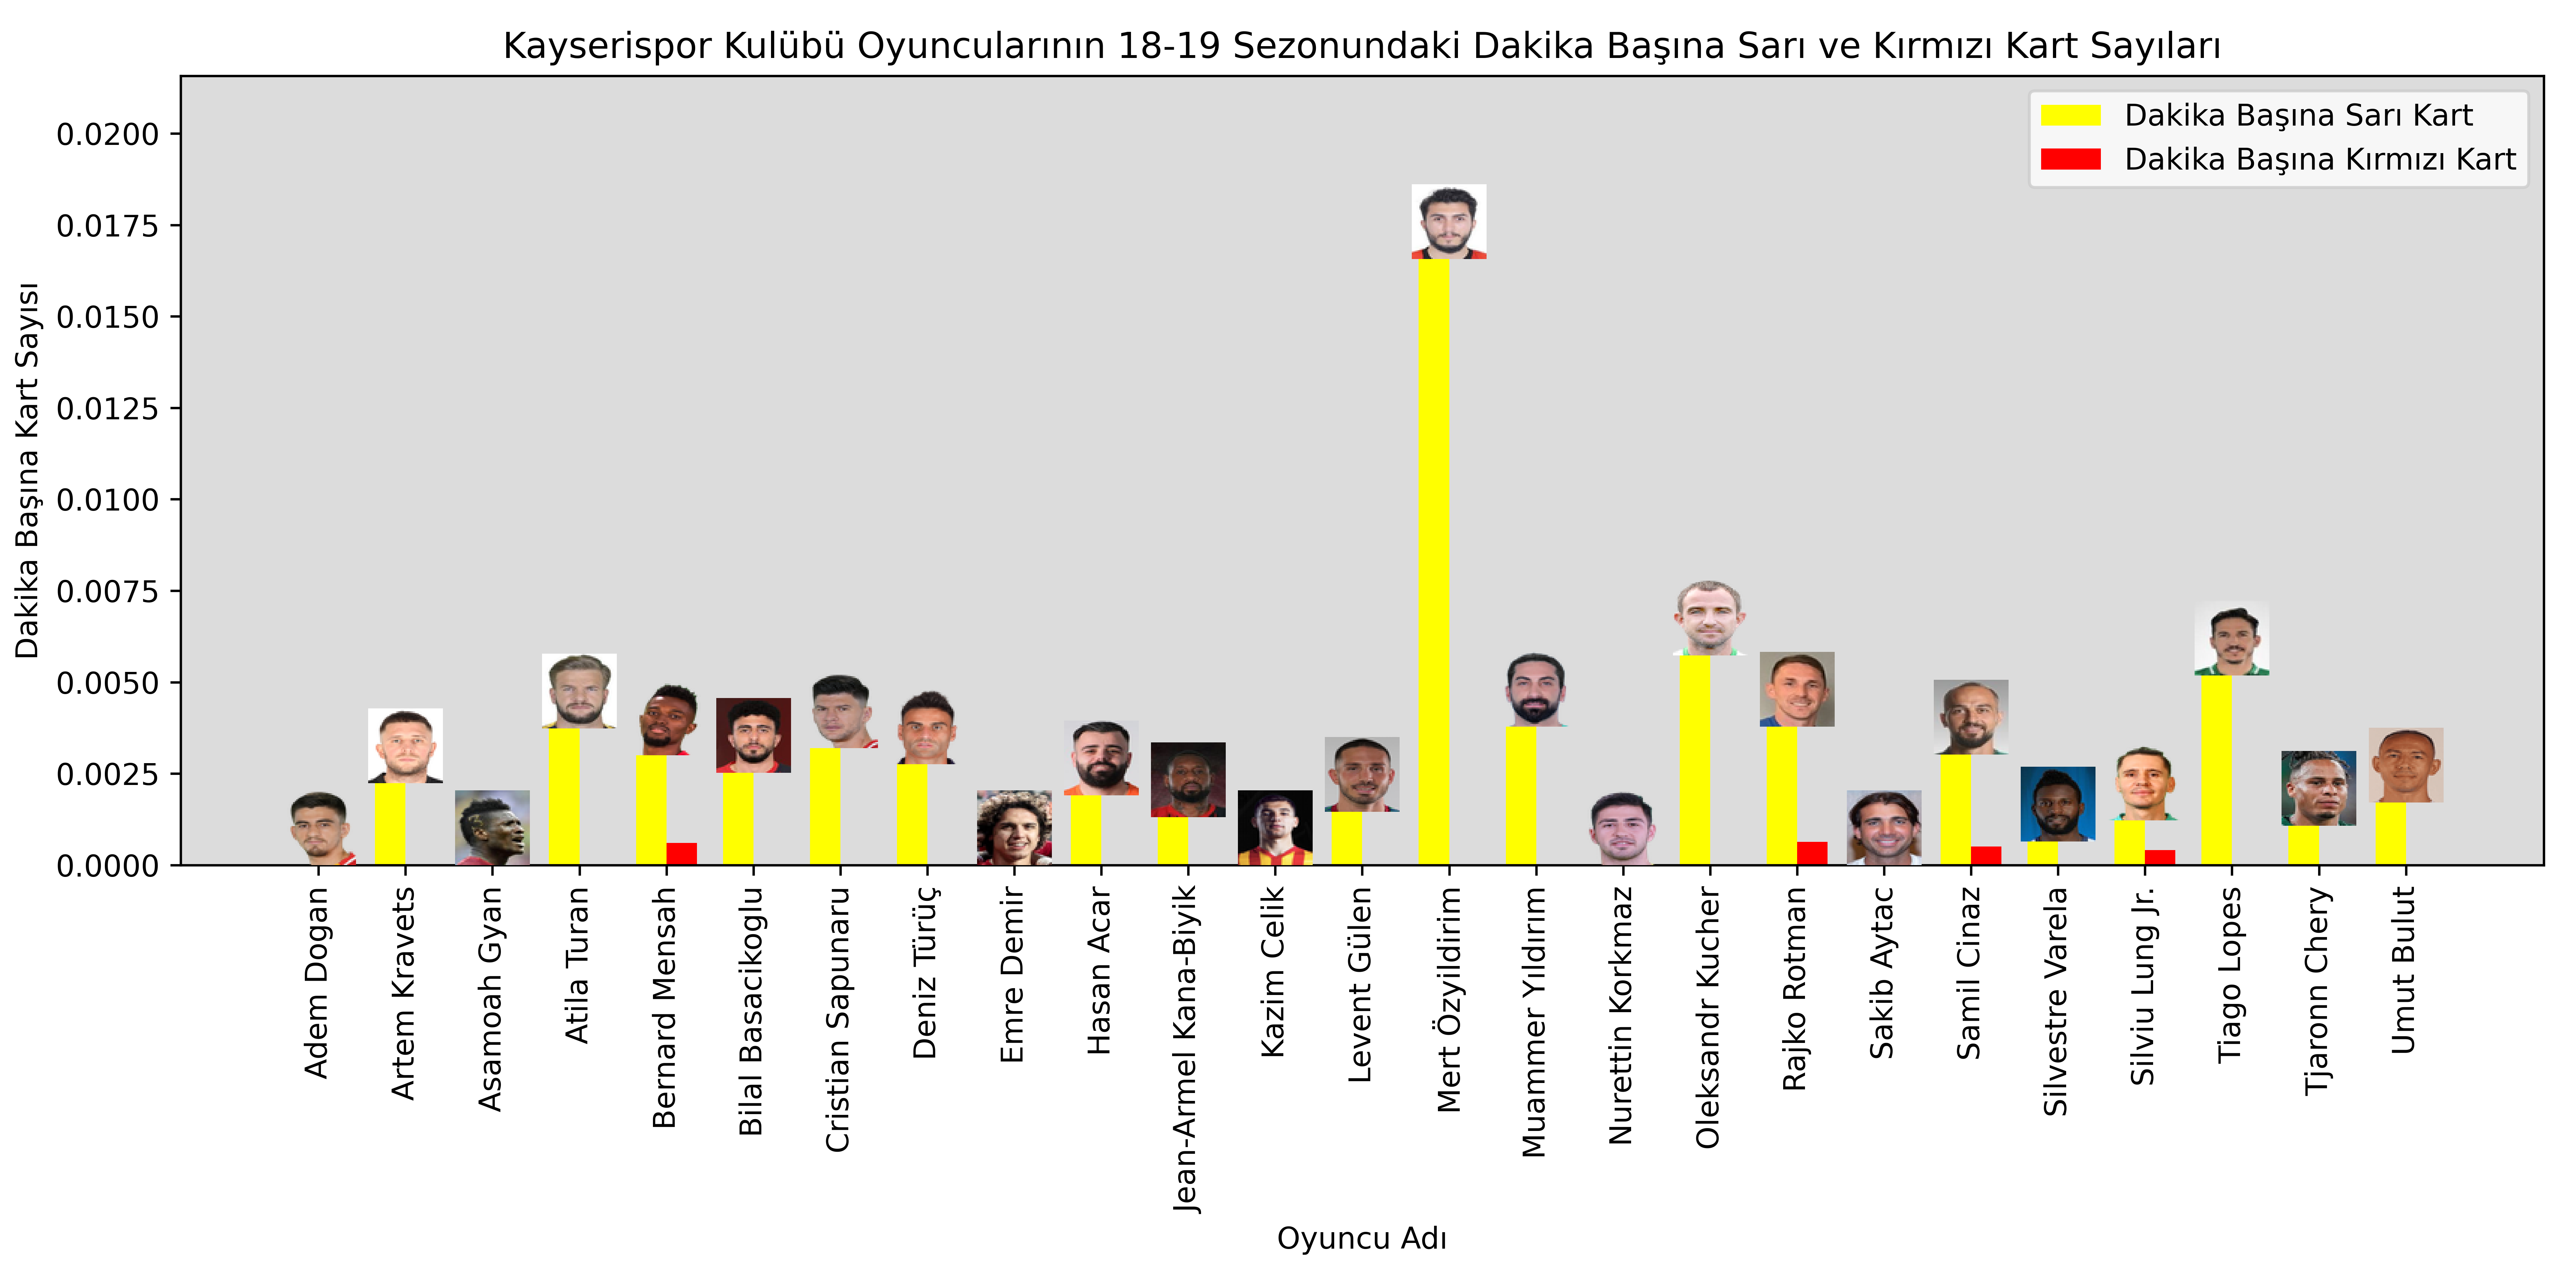 Kayserispor Kulübü Oyuncularının 18-19 Sezonundaki Dakika Başına Sarı ve Kırmızı Kart Sayıları
Dakika Başına Sarı Kart
Dakika Başına Kırmızı Kart
Dakika Başına Kart Sayısı
0.0200
0.0175
0.0150
0.0125
0.0100
0.0075
0.0050
0.0025
0.0000
Adem Dogan
Artem Kravets
Asamoah Gyan
Atila Turan
Bernard Mensah
Bilal Basacikoglu
Cristian Sapunaru
Deniz Türüç
Emre Demir
Hasan Acar
Jean-Armel Kana-Biyik
Kazim Celik
Levent Gülen
Mert Özyildirim
Muammer Yıldırım
Nurettin Korkmaz
Oleksandr Kucher
Rajko Rotman
Sakib Aytac
Samil Cinaz
Silvestre Varela
Silviu Lung Jr.
Tiago Lopes
Tjaronn Chery
Umut Bulut
Oyuncu Adı